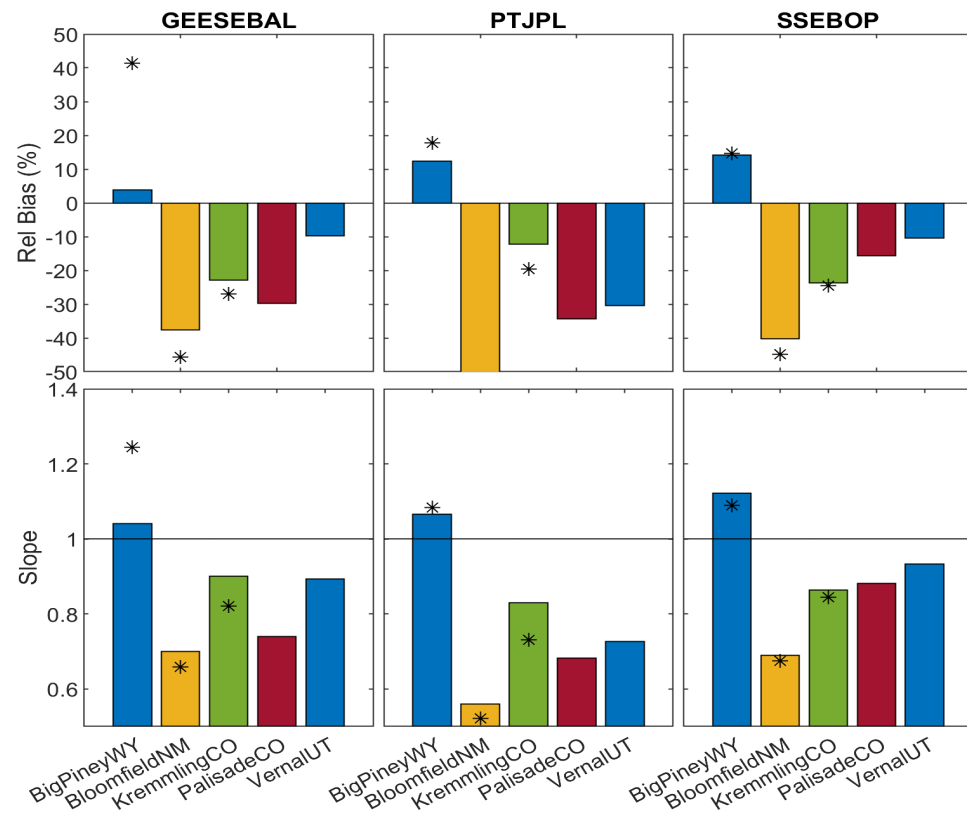 GEESEBAL PTJPL SSEBOP
Rel Bias (%)
50
40
30
20
10
0
-10
-20
-30
-40
-50
Slope
1.4
1.2
1
0.8
0.6
BigPineyWY
BloomfieldNM
KremmlingCO
PalisadeCO
VernalUT
BigPineyWY
BloomfieldNM
KremmlingCO
PalisadeCO
VernalUT
BigPineyWY
BloomfieldNM
KremmlingCO
PalisadeCO
VernalUT